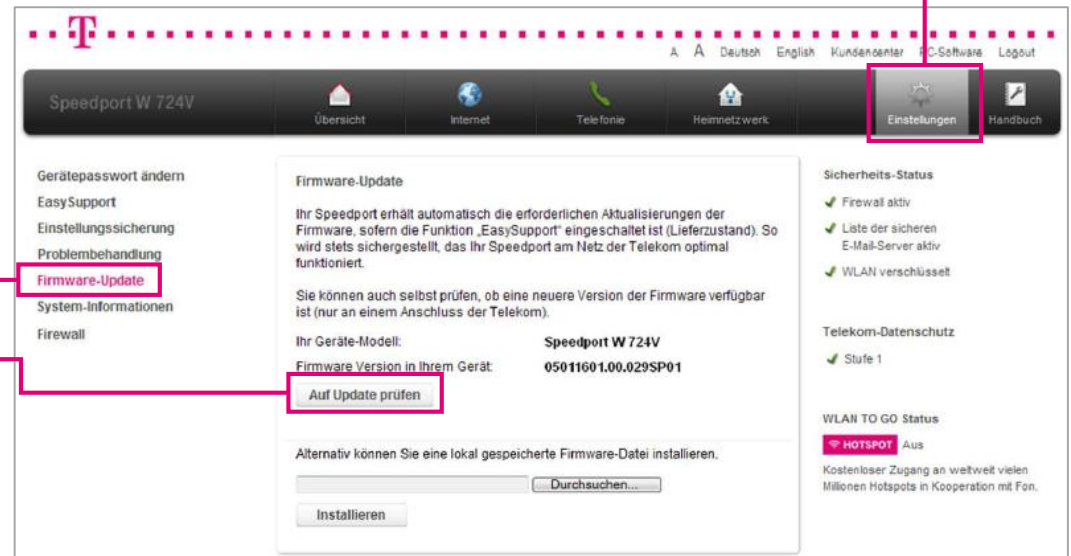 T
A A Deutsch English Kundencenter PC-Software Logout
Speedport W 724V
Übersicht
Internet
Telefonie
Heimnetzwerk
Einstellungen
Handbuch
Gerätepasswort ändern
EasySupport
Einstellungssicherung
Problembehandlung
Firmware-Update
System-Informationen
Firewall
Firmware-Update
Ihr Speedport erhält automatisch die erforderlichen Aktualisierungen der
Firmware, sofern die Funktion „EasySupport" eingeschaltet ist (Lieferzustand). So
wird stets sichergestellt, das Ihr Speedport am Netz der Telekom optimal
funktioniert.
Sie können auch selbst prüfen, ob eine neuere Version der Firmware verfügbar
ist (nur an einem Anschluss der Telekom).
Ihr Geräte-Modell: Speedport W 724V
Firmware Version in Ihrem Gerät: 05011601.00.029SP01
Auf Update prüfen
Alternativ können Sie eine lokal gespeicherte Firmware-Datei installieren.
Durchsuchen...
Installieren
Sicherheits-Status
Firewall aktiv
Liste der sicheren
E-Mail-Server aktiv
WLAN verschlüsselt
Telekom-Datenschutz
Stufe 1
WLAN TO GO Status
HOTSPOT Aus
Kostenloser Zugang an weltweit vielen
Millionen Hotspots in Kooperation mit Fon.